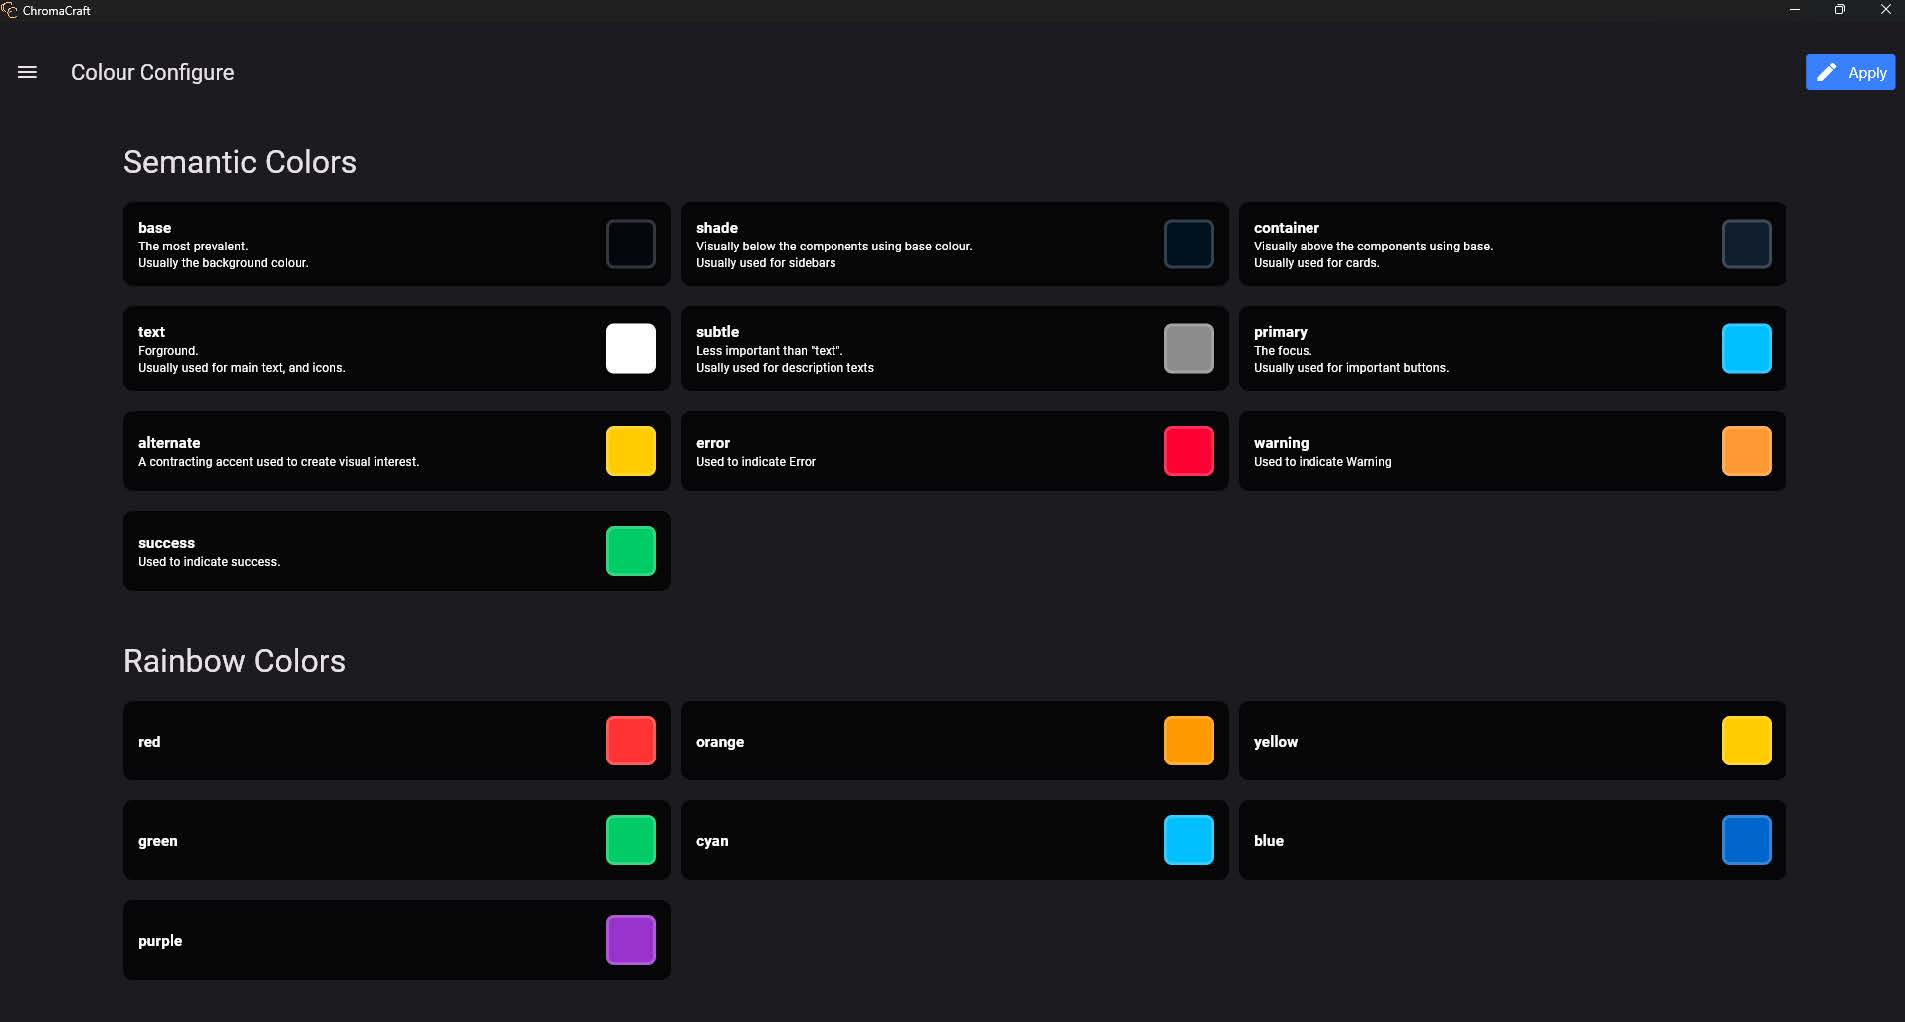 ChromaCraft
Colour Configure
Apply
Semantic Colors
base
The most prevalent.
Usually the background colour.
shade
Visually below the components using base colour.
Usually used for sidebars
container
Visually above the components using base.
Usually used for cards.
text
Forground.
Usually used for main text, and icons.
subtle
Less important than "text".
Usally used for description texts
primary
The focus.
Usually used for important buttons.
alternate
A contracting accent used to create visual interest.
error
Used to indicate Error
warning
Used to indicate Warning
success
Used to indicate success.
Rainbow Colors
red
orange
yellow
green
cyan
blue
purple